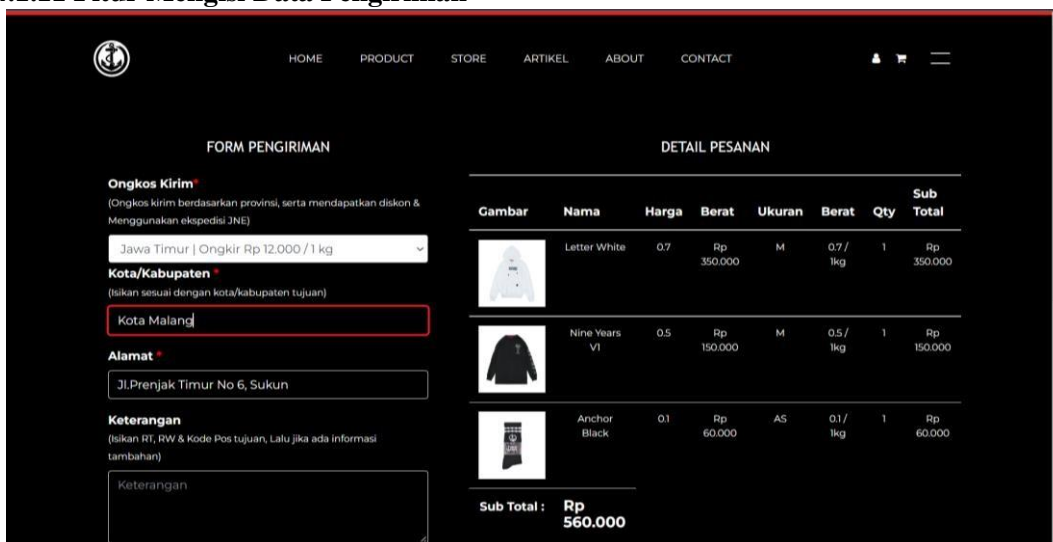 HOME PRODUCT STORE ARTIKEL ABOUT CONTACT
FORM PENGIRIMAN
Ongkos Kirim*
(Ongkos kirim berdasarkan provinsi, serta mendapatkan diskon &
Menggunakan ekspedisi JNE)
Jawa Timur | Ongkir Rp 12.000 / 1 kg
Kota/Kabupaten *
(Isikan sesuai dengan kota/kabupaten tujuan)
Kota Malang
Alamat *
Jl.Prenjak Timur No 6, Sukun
Keterangan
(Isikan RT, RW & Kode Pos tujuan, Lalu jika ada informasi
tambahan)
Keterangan
DETAIL PESANAN
Gambar Nama Harga Berat Ukuran Berat Qty Sub
Total
Letter White 0.7 Rp M 0.7 / 1 Rp
350.000 1kg 350.000
Nine Years 0.5 Rp M 0.5 / 1 Rp
V1 150.000 1kg 150.000
Anchor 0.1 Rp AS 0.1 / 1 Rp
Black 60.000 1kg 60.000
Sub Total : Rp
560.000